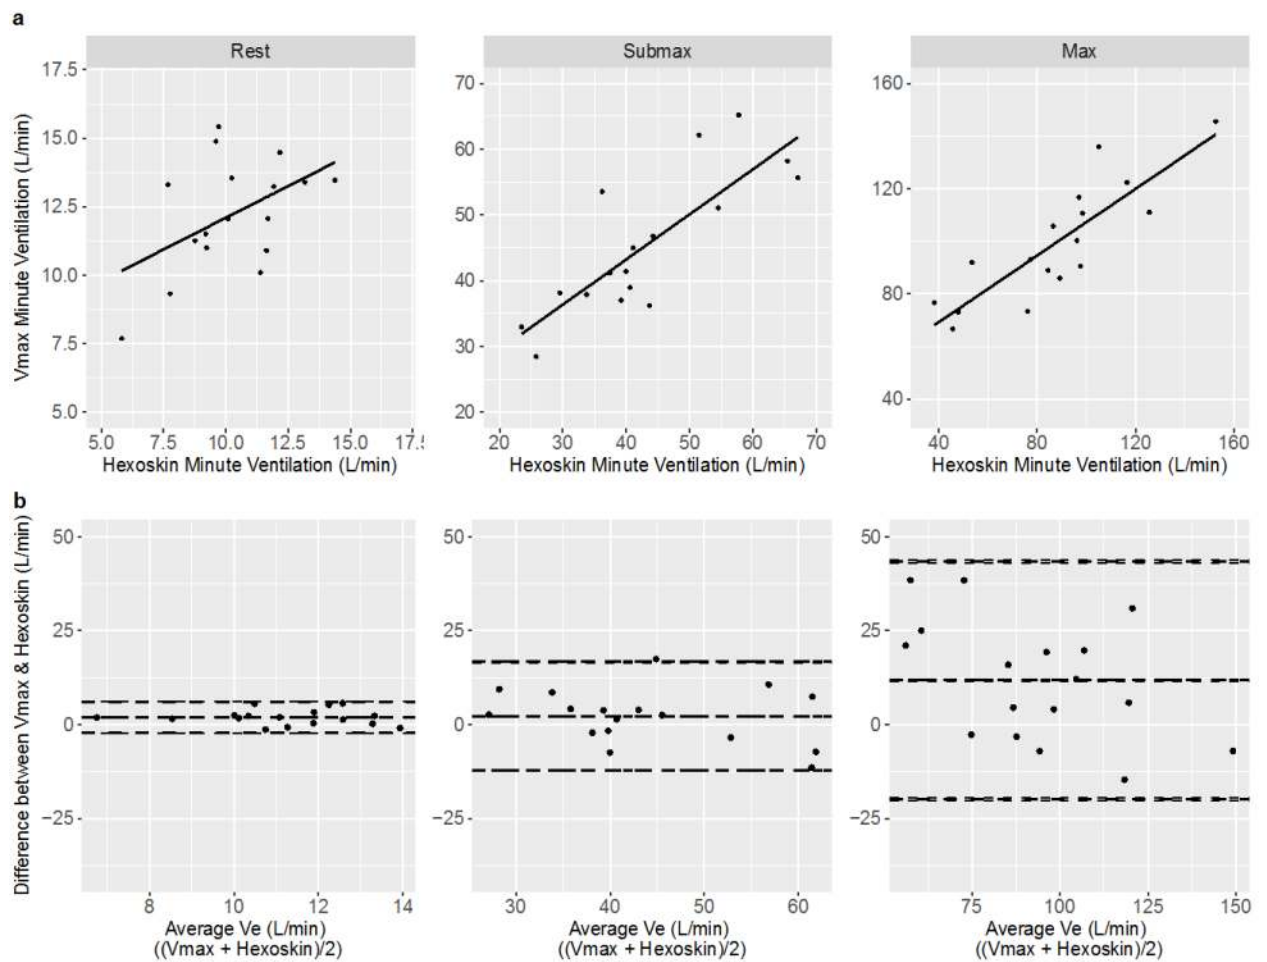 a
Rest
Submax
Max
Vmax Minute Ventilation (L/min)
17.5
15.0
12.5
10.0
7.5
5.0
5.0 7.5 10.0 12.5 15.0 17.5
Hexoskin Minute Ventilation (L/min)
70
60
50
40
30
20
20 30 40 50 60 70
Hexoskin Minute Ventilation (L/min)
160
120
80
40
40 80 120 160
Hexoskin Minute Ventilation (L/min)
b
Difference between Vmax & Hexoskin (L/min)
50
25
0
−25
8 10 12 14
Average Ve (L/min)
((Vmax + Hexoskin)/2)
50
25
0
−25
30 40 50 60
Average Ve (L/min)
((Vmax + Hexoskin)/2)
50
25
0
−25
75 100 125 150
Average Ve (L/min)
((Vmax + Hexoskin)/2)